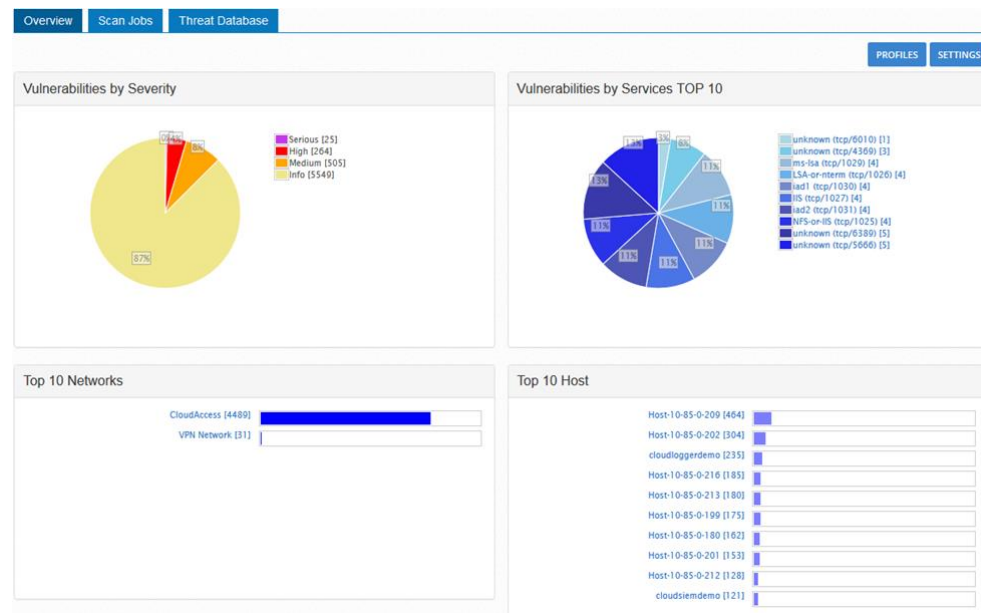 Overview Scan Jobs Threat Database
PROFILES SETTINGS
Vulnerabilities by Severity
0% 4% 8%
87%
Serious [25]
High [264]
Medium [505]
Info [5549]
Vulnerabilities by Services TOP 10
13% 3% 8%
13% 11%
11% 11%
11% 11% 11%
unknown (tcp/6010) [1]
unknown (tcp/4369) [3]
ms-lsa (tcp/1029) [4]
LSA-or-nterm (tcp/1026) [4]
iad1 (tcp/1030) [4]
IIS (tcp/1027) [4]
iad2 (tcp/1031) [4]
NFS-or-IIS (tcp/1025) [4]
unknown (tcp/6389) [5]
unknown (tcp/5666) [5]
Top 10 Networks
CloudAccess [4489]
VPN Network [31]
Top 10 Host
Host-10-85-0-209 [464]
Host-10-85-0-202 [304]
cloudloggerdemo [235]
Host-10-85-0-216 [185]
Host-10-85-0-213 [180]
Host-10-85-0-199 [175]
Host-10-85-0-180 [162]
Host-10-85-0-201 [153]
Host-10-85-0-212 [128]
cloudsiemdemo [121]